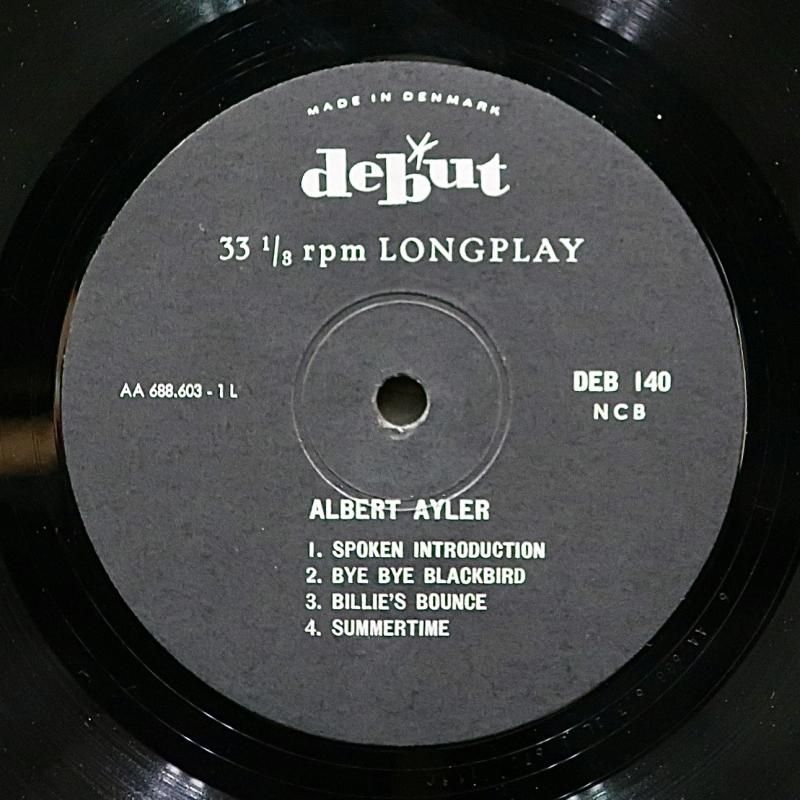 MADE IN DENMARK
debut
33 1/3 rpm LONGPLAY
AA 688.603 - 1 L
DEB 140
NCB
ALBERT AYLER
1. SPOKEN INTRODUCTION
2. BYE BYE BLACKBIRD
3. BILLIE'S BOUNCE
4. SUMMERTIME